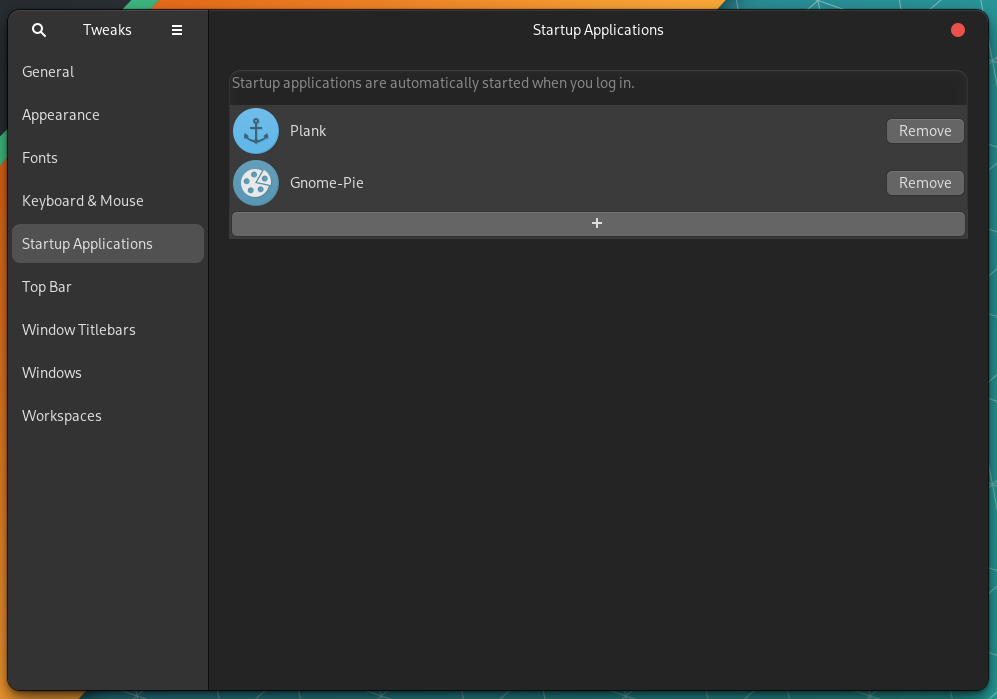 Tweaks
Startup Applications
General
Appearance
Fonts
Keyboard & Mouse
Startup Applications
Top Bar
Window Titlebars
Windows
Workspaces
Startup applications are automatically started when you log in.
Plank
Remove
Gnome-Pie
Remove
+